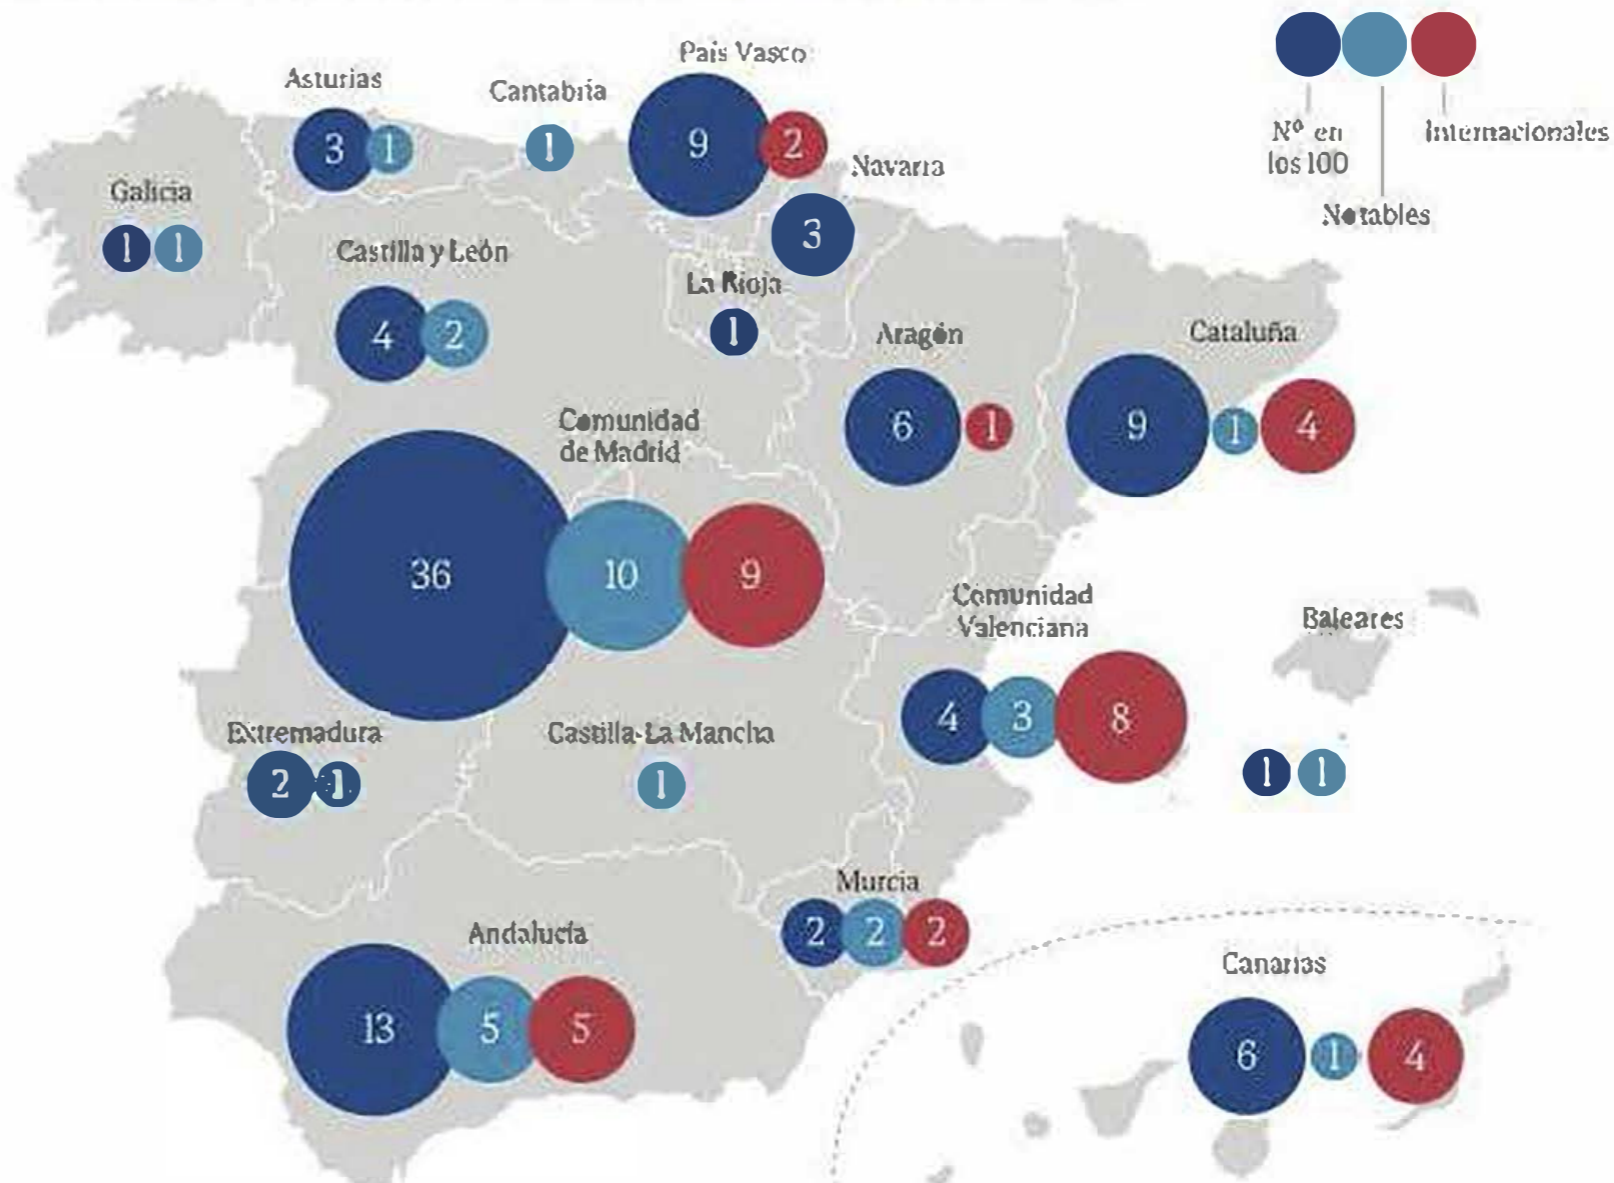 Nº en
los 100
Notables
Internacionales
País Vasco
9 2
Asturias
3 1
Cantabria
1
Navarra
3
Galicia
1 1
Castilla y León
4 2
La Rioja
1
Aragón
6 1
Cataluña
9 1 4
Comunidad
de Madrid
36 10 9
Comunidad
Valenciana
4 3 8
Baleares
1 1
Extremadura
2 1
Castilla-La Mancha
1
Murcia
2 2 2
Andalucía
13 5 5
Canarias
6 1 4